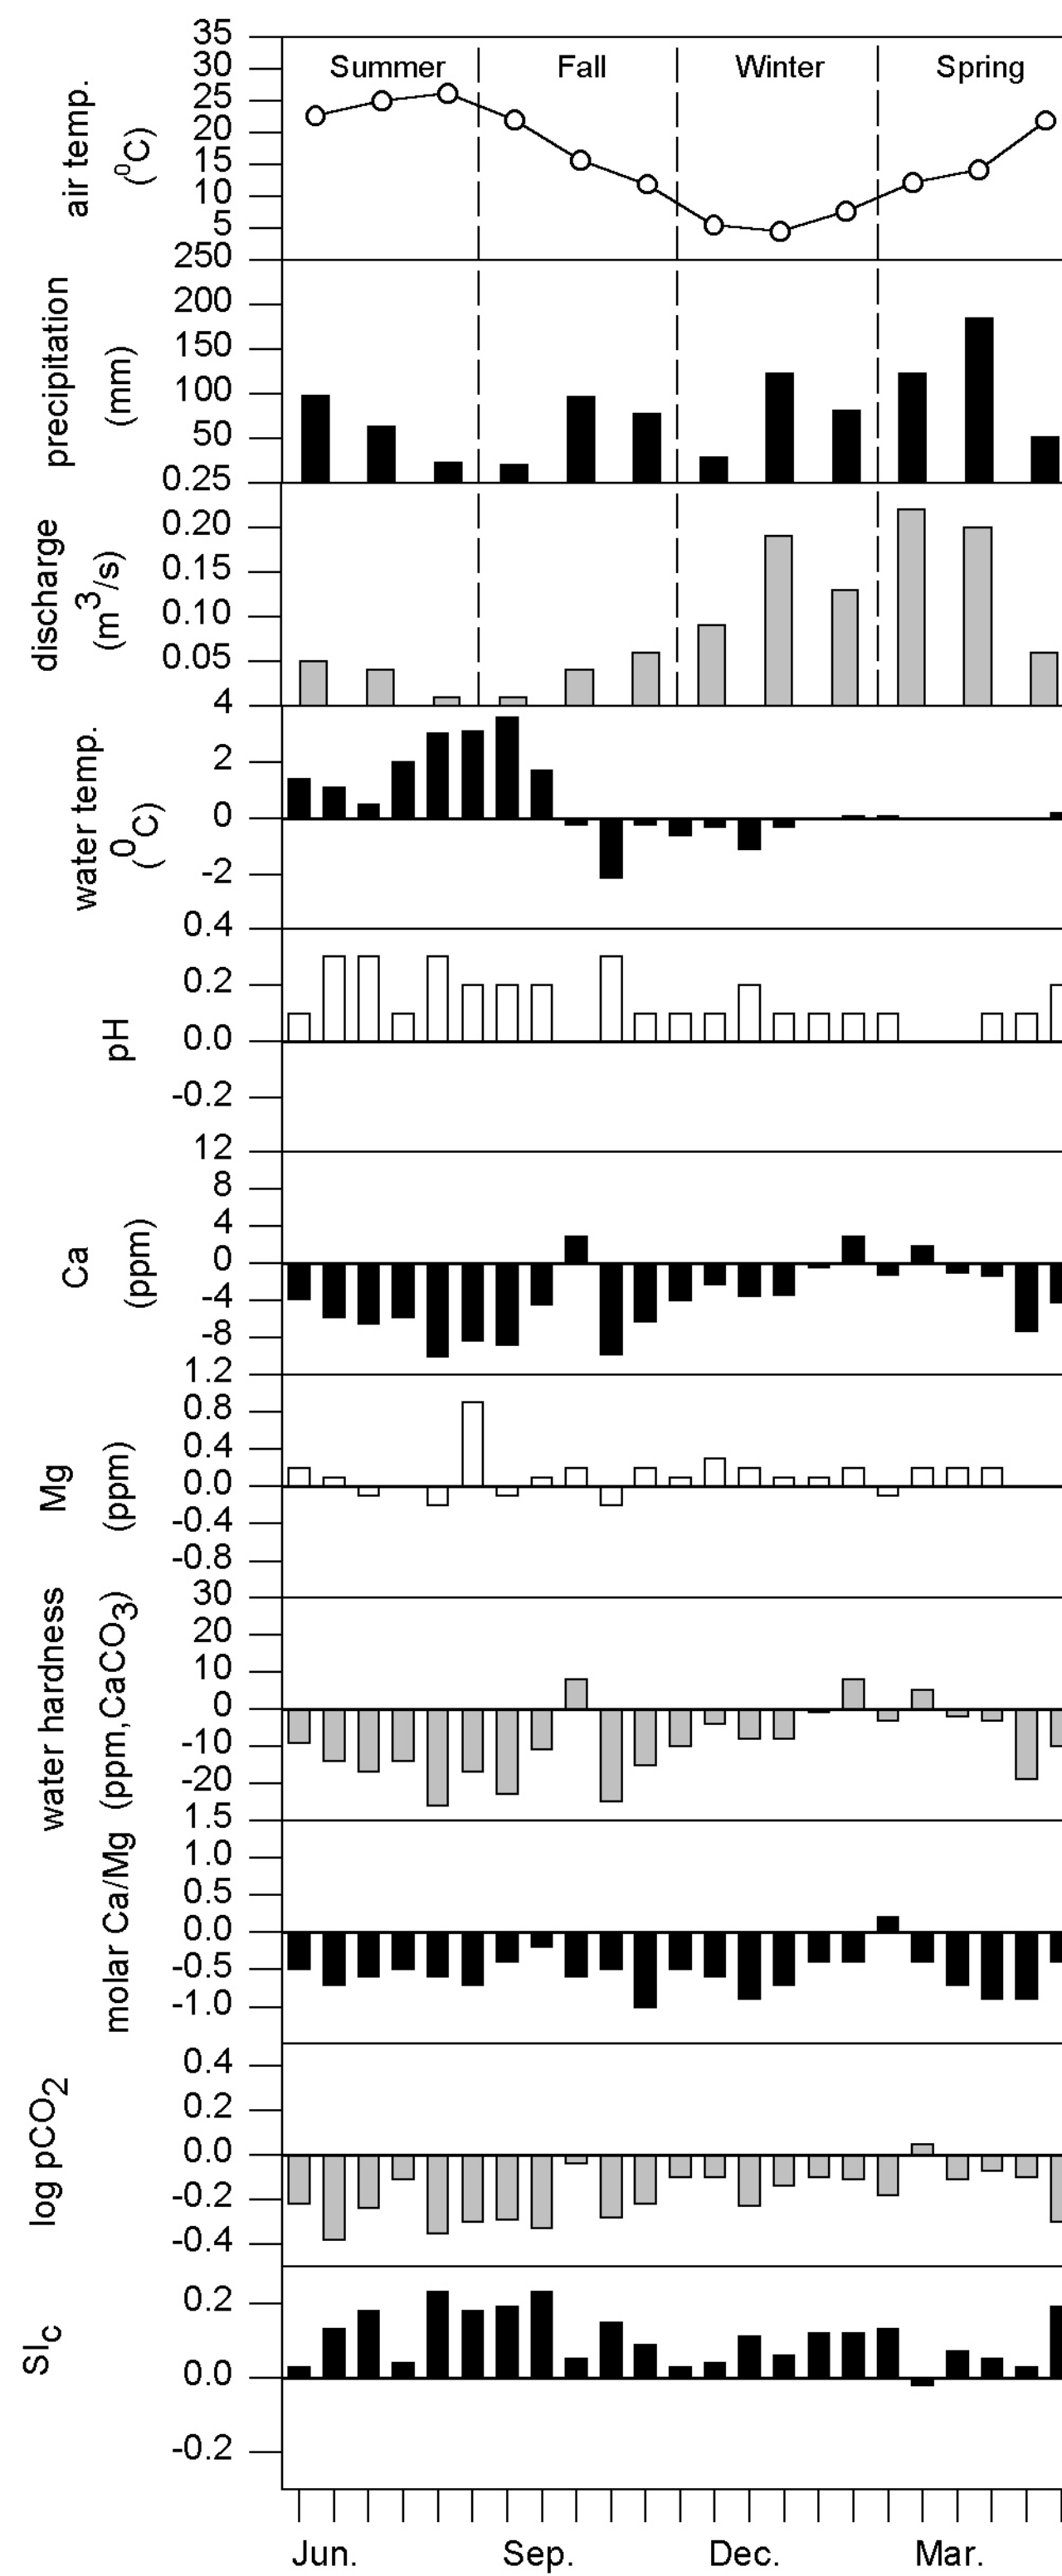 Summer Fall Winter Spring
air temp.
(⁰C)
35
30
25
20
15
10
5
precipitation
(mm)
250
200
150
100
50
discharge
(m³/s)
0.25
0.20
0.15
0.10
0.05
water temp.
(⁰C)
4
2
0
-2
pH
0.4
0.2
0.0
-0.2
Ca
(ppm)
12
8
4
0
-4
-8
Mg
(ppm)
1.2
0.8
0.4
0.0
-0.4
-0.8
water hardness
(ppm,CaCO₃)
30
20
10
0
-10
-20
molar Ca/Mg
1.5
1.0
0.5
0.0
-0.5
-1.0
log pCO₂
0.4
0.2
0.0
-0.2
-0.4
SIc
0.2
0.0
-0.2
Jun. Sep. Dec. Mar.